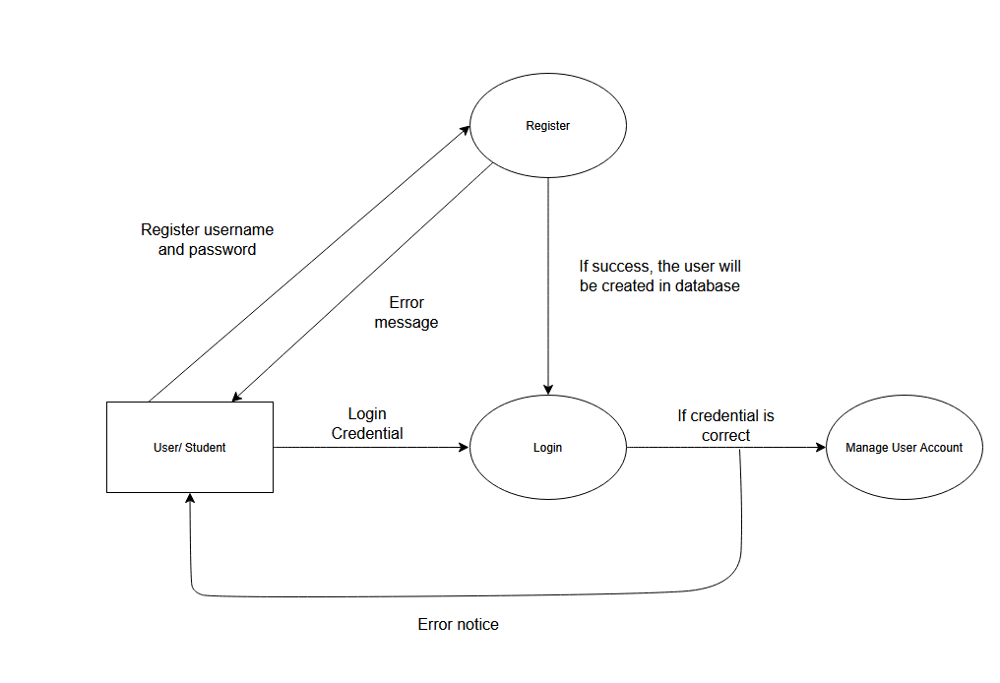 Register
Register username
and password
If success, the user will
be created in database
Error
message
Login
Credential
If credential is
correct
User/ Student
Login
Manage User Account
Error notice